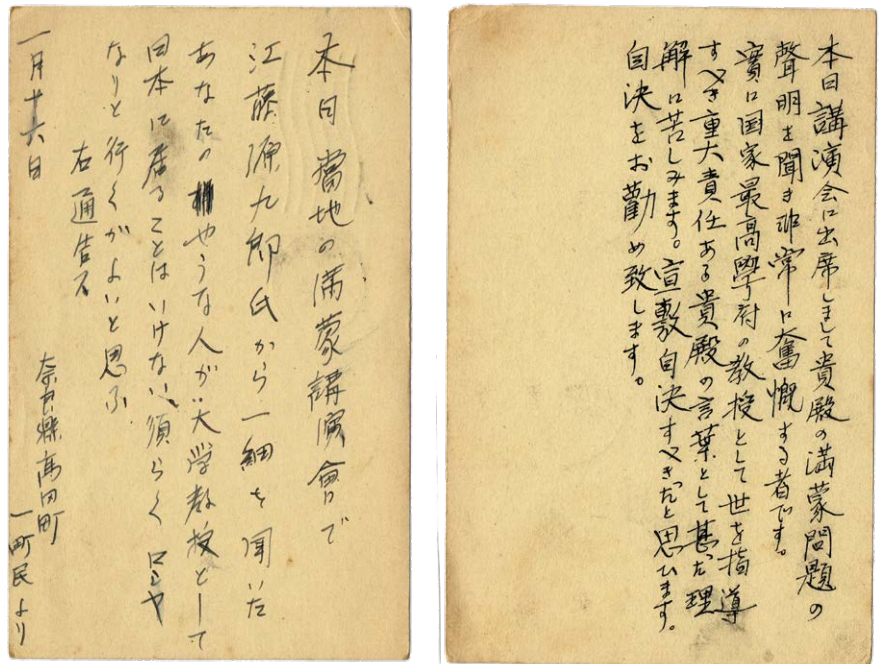 本日當地の満蒙講演會で
江藤源九郎氏から一細を聞いた
あなたのやうな人が大学教授として
日本に居ることはいけない須らくロシヤ
なりと行くがよいと思ふ
右通告ス
一月十六日
奈良縣高田町
一町民より
本日講演会に出席しまして貴殿の満蒙問題の
聲明を聞き非常に奮慨する者です。
實に国家最高學府の教授として世を指導
すべき重大責任ある貴殿の言葉として甚だ理
解に苦しみます。宜敷自決すべきだと思ひます。
自決をお勸め致します。